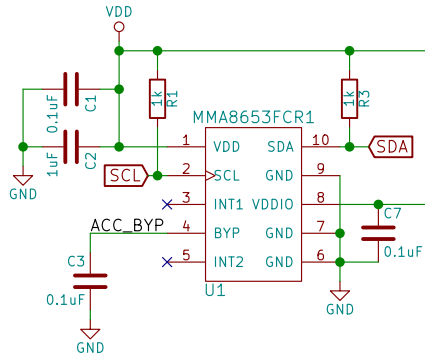 VDD
0.1uF
C1
1k
R1
1k
R3
MMA8653FCR1
1uF
C2
1 VDD SDA 10 SDA
SCL 2 SCL GND 9
3 INT1 VDDIO 8
C7
ACC_BYP 4 BYP GND 7
0.1uF
C3 5 INT2 GND 6
GND
0.1uF
U1
GND
GND